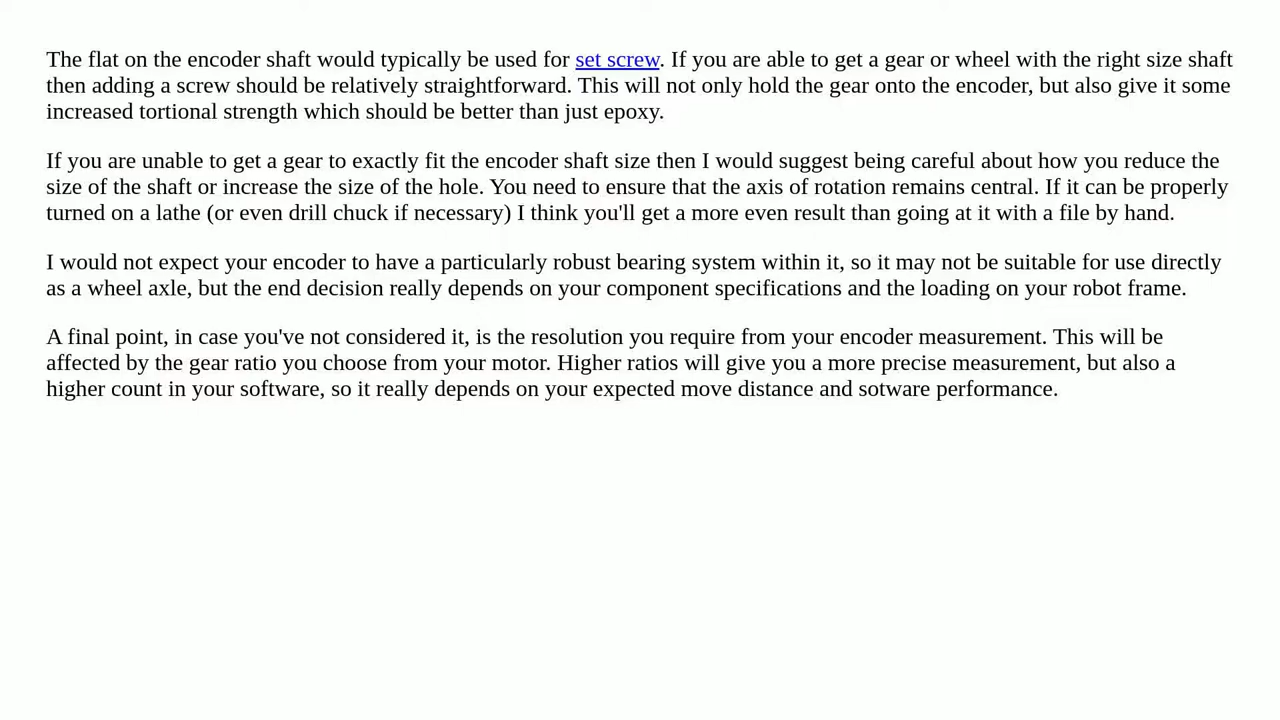 The flat on the encoder shaft would typically be used for set screw. If you are able to get a gear or wheel with the right size shaft
then adding a screw should be relatively straightforward. This will not only hold the gear onto the encoder, but also give it some
increased tortional strength which should be better than just epoxy.
If you are unable to get a gear to exactly fit the encoder shaft size then I would suggest being careful about how you reduce the
size of the shaft or increase the size of the hole. You need to ensure that the axis of rotation remains central. If it can be properly
turned on a lathe (or even drill chuck if necessary) I think you'll get a more even result than going at it with a file by hand.
I would not expect your encoder to have a particularly robust bearing system within it, so it may not be suitable for use directly
as a wheel axle, but the end decision really depends on your component specifications and the loading on your robot frame.
A final point, in case you've not considered it, is the resolution you require from your encoder measurement. This will be
affected by the gear ratio you choose from your motor. Higher ratios will give you a more precise measurement, but also a
higher count in your software, so it really depends on your expected move distance and sotware performance.